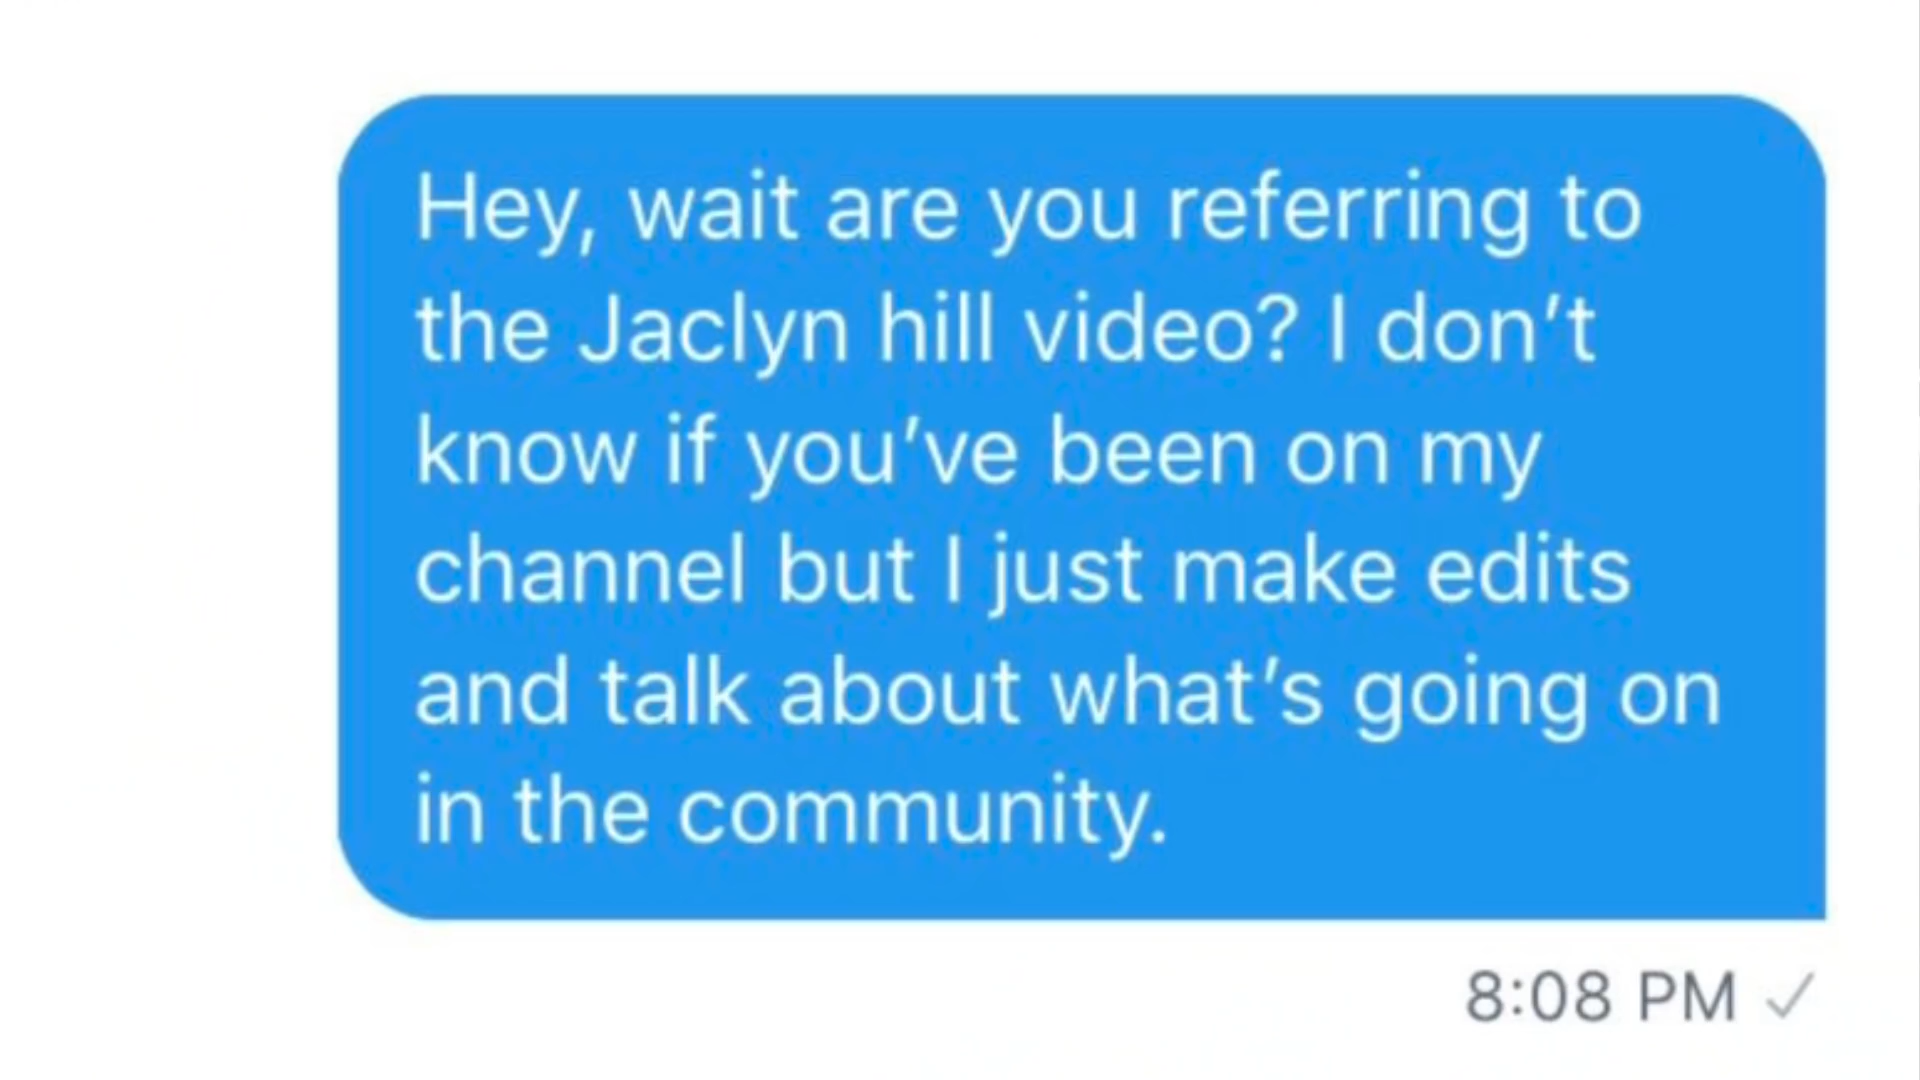 Hey, wait are you referring to
the Jaclyn hill video? I don’t
know if you’ve been on my
channel but I just make edits
and talk about what’s going on
in the community.
8:08 PM ✓